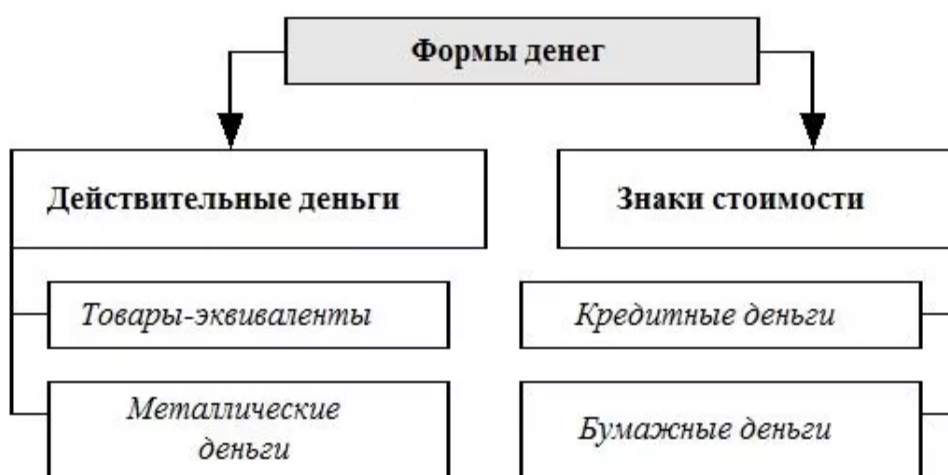 Формы денег
Действительные деньги
Знаки стоимости
Товары-эквиваленты
Кредитные деньги
Металлические
деньги
Бумажные деньги